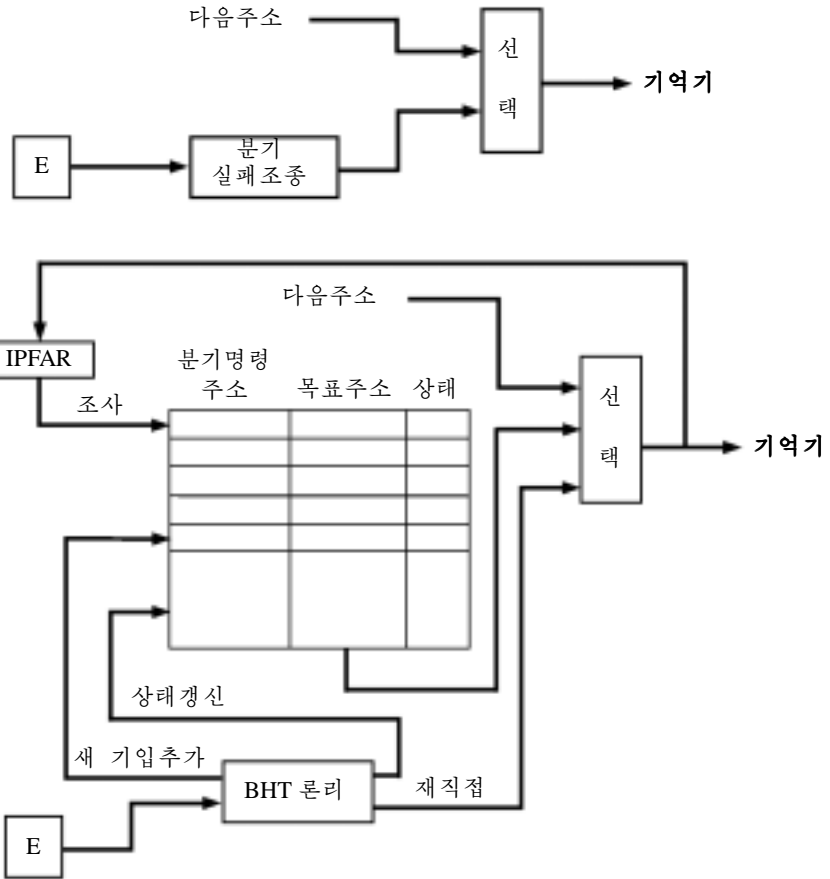 다음주소
선
택
기억기
E
분기
실패조종
다음주소
IPFAR
조사
분기명령
주소
목표주소
상태
선
택
기억기
상태갱신
새 기입추가
BHT 론리
재직접
E